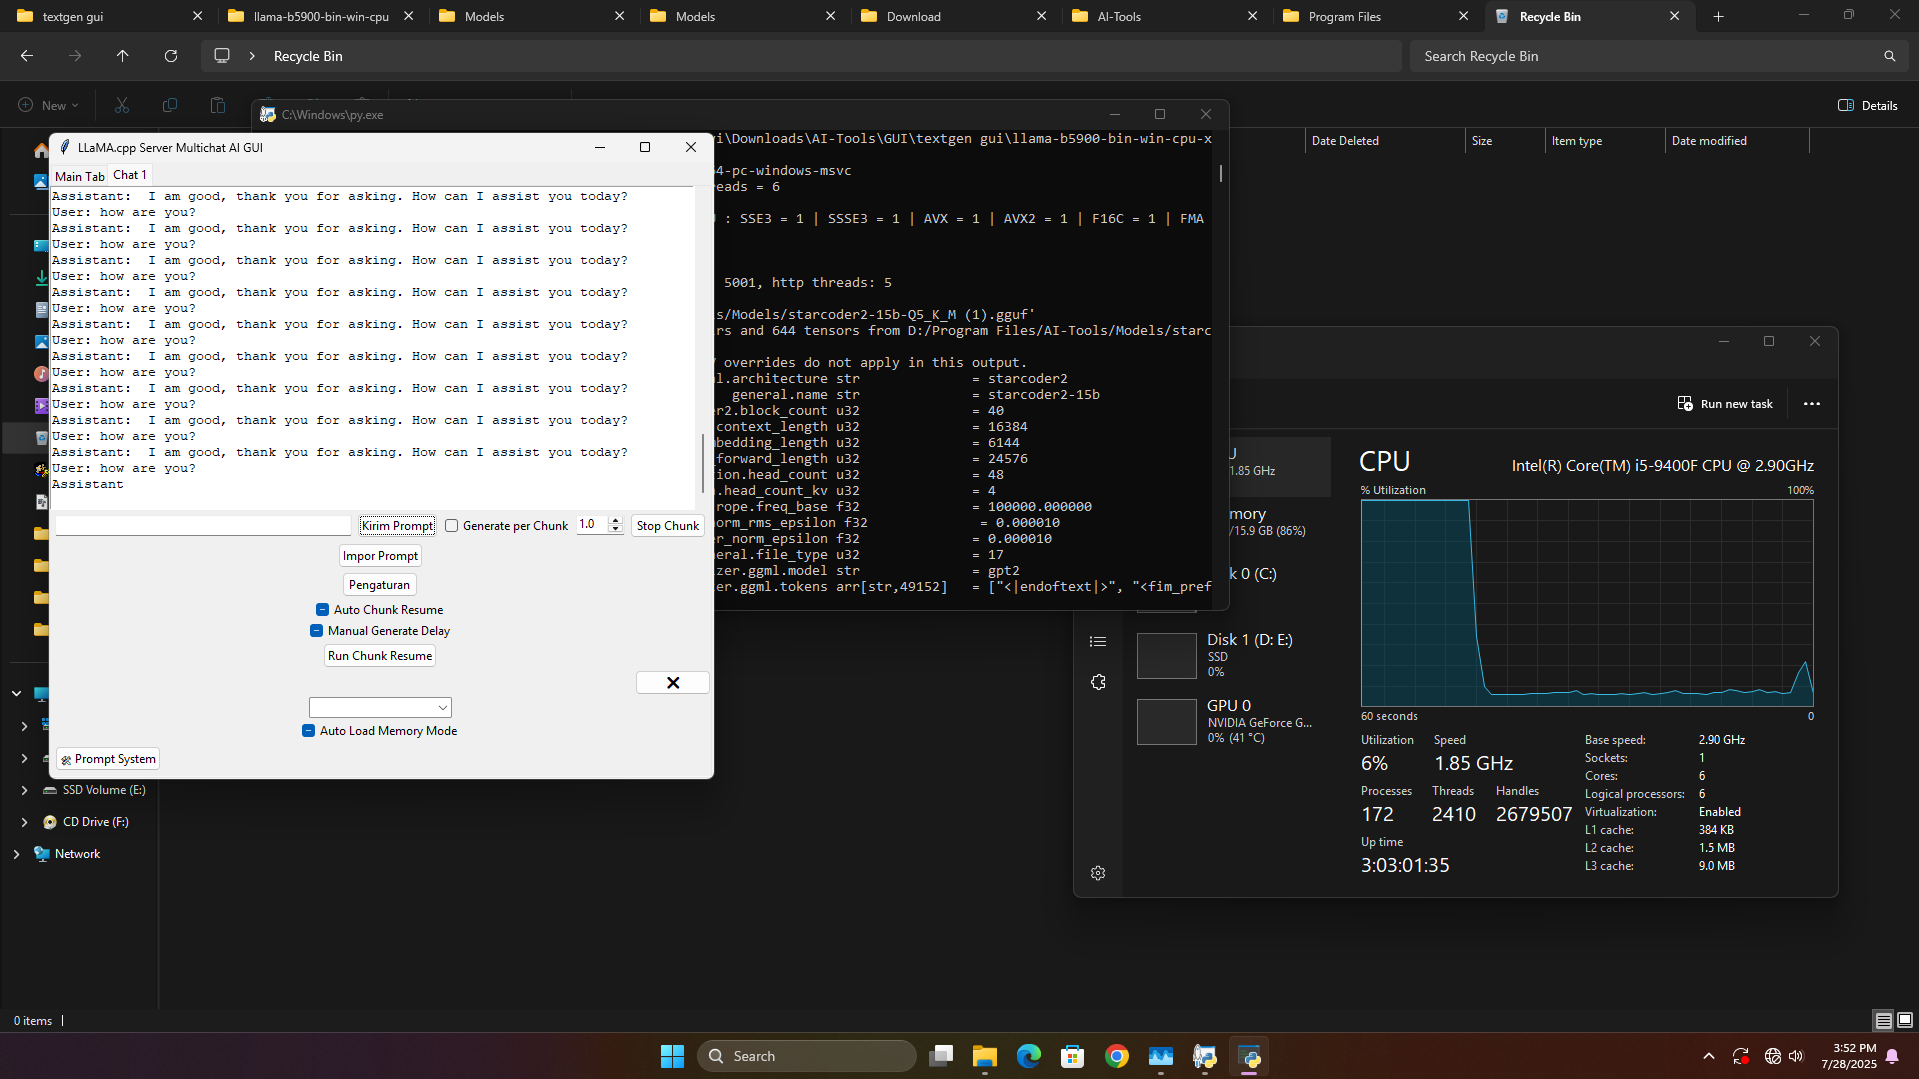 textgen gui
llama-b5900-bin-win-cpu
Models
Models
Download
AI-Tools
Program Files
Recycle Bin
Recycle Bin
Search Recycle Bin
New
Details
Date Deleted
Size
Item type
Date modified
C:\Windows\py.exe
vi\Downloads\AI-Tools\GUI\textgen gui\llama-b5900-bin-win-cpu-x
64-pc-windows-msvc
eads = 6
: SSE3 = 1 | SSSE3 = 1 | AVX = 1 | AVX2 = 1 | F16C = 1 | FMA
5001, http threads: 5
s/Models/starcoder2-15b-Q5_K_M (1).gguf'
rs and 644 tensors from D:/Program Files/AI-Tools/Models/starc
overrides do not apply in this output.
l.architecture str = starcoder2
general.name str = starcoder2-15b
er2.block_count u32 = 40
context_length u32 = 16384
bedding_length u32 = 6144
forward_length u32 = 24576
ion.head_count u32 = 48
.head_count_kv u32 = 4
rope.freq_base f32 = 100000.000000
norm_rms_epsilon f32 = 0.000010
er_norm_epsilon f32 = 0.000010
eral.file_type u32 = 17
zer.ggml.model str = gpt2
er.ggml.tokens arr[str,49152] = ["<|endoftext|>", "<fim_pref
LLaMA.cpp Server Multichat AI GUI
Main Tab
Chat 1
Assistant: I am good, thank you for asking. How can I assist you today?
User: how are you?
Assistant: I am good, thank you for asking. How can I assist you today?
User: how are you?
Assistant: I am good, thank you for asking. How can I assist you today?
User: how are you?
Assistant: I am good, thank you for asking. How can I assist you today?
User: how are you?
Assistant: I am good, thank you for asking. How can I assist you today?
User: how are you?
Assistant: I am good, thank you for asking. How can I assist you today?
User: how are you?
Assistant: I am good, thank you for asking. How can I assist you today?
User: how are you?
Assistant: I am good, thank you for asking. How can I assist you today?
User: how are you?
Assistant: I am good, thank you for asking. How can I assist you today?
User: how are you?
Assistant
Kirim Prompt
Generate per Chunk
1.0
Stop Chunk
Impor Prompt
Pengaturan
Auto Chunk Resume
Manual Generate Delay
Run Chunk Resume
Auto Load Memory Mode
Prompt System
SSD Volume (E:)
CD Drive (F:)
Network
Run new task
U
1.85 GHz
mory
/15.9 GB (86%)
k 0 (C:)
Disk 1 (D: E:)
SSD
0%
GPU 0
NVIDIA GeForce G...
0% (41 °C)
CPU
Intel(R) Core(TM) i5-9400F CPU @ 2.90GHz
% Utilization
100%
60 seconds
0
Utilization
6%
Speed
1.85 GHz
Processes
172
Threads
2410
Handles
2679507
Up time
3:03:01:35
Base speed: 2.90 GHz
Sockets: 1
Cores: 6
Logical processors: 6
Virtualization: Enabled
L1 cache: 384 KB
L2 cache: 1.5 MB
L3 cache: 9.0 MB
0 items
Search
3:52 PM
7/28/2025